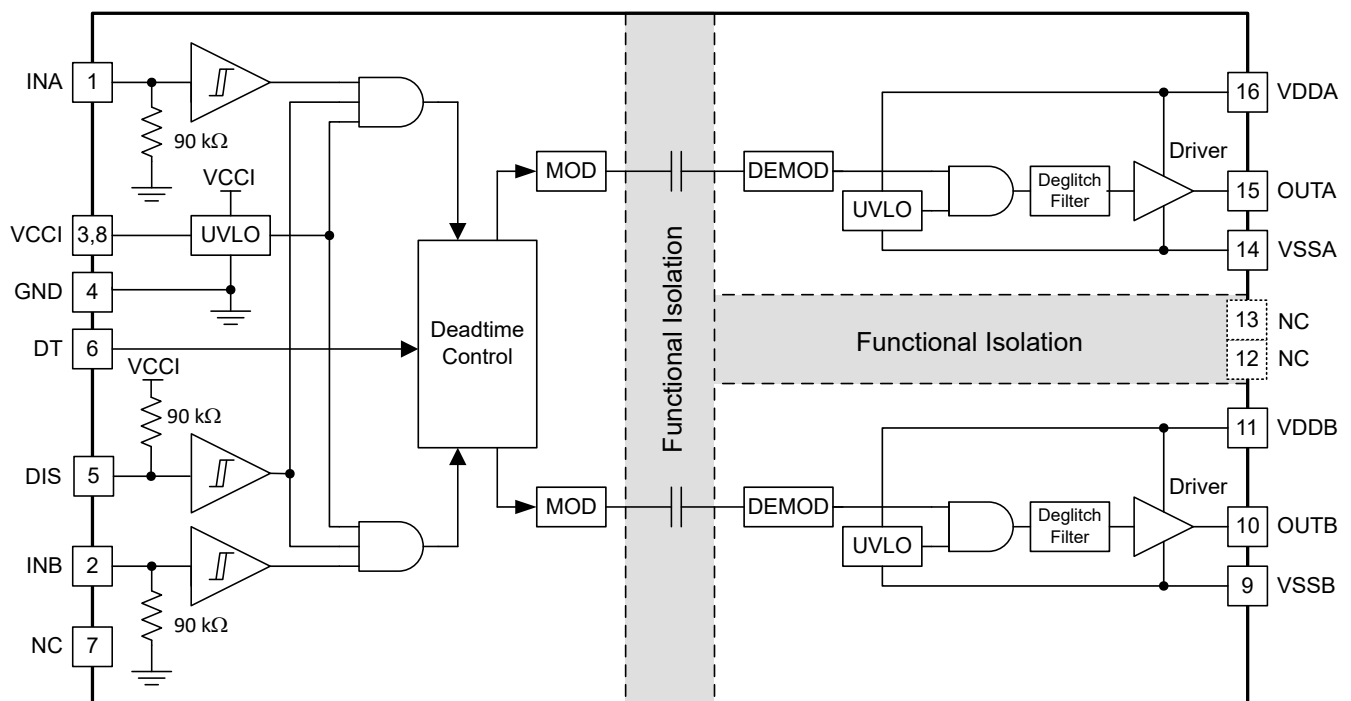 INA 1
90 kΩ
VCCI
VCCI 3,8
UVLO
GND 4
DT 6
VCCI
90 kΩ
DIS 5
INB 2
90 kΩ
NC 7
Deadtime
Control
MOD
MOD
Functional Isolation
DEMOD
UVLO
Deglitch
Filter
Driver
16 VDDA
15 OUTA
14 VSSA
Functional Isolation
13 NC
12 NC
DEMOD
UVLO
Deglitch
Filter
Driver
11 VDDB
10 OUTB
9 VSSB